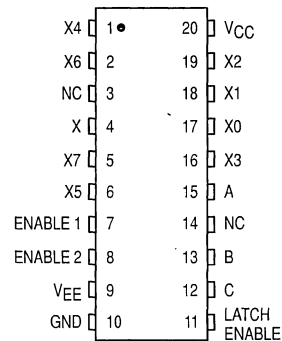 X4 1 20 VCC
X6 2 19 X2
NC 3 18 X1
X 4 17 X0
X7 5 16 X3
X5 6 15 A
ENABLE 1 7 14 NC
ENABLE 2 8 13 B
VEE 9 12 C
GND 10 11 LATCH
ENABLE